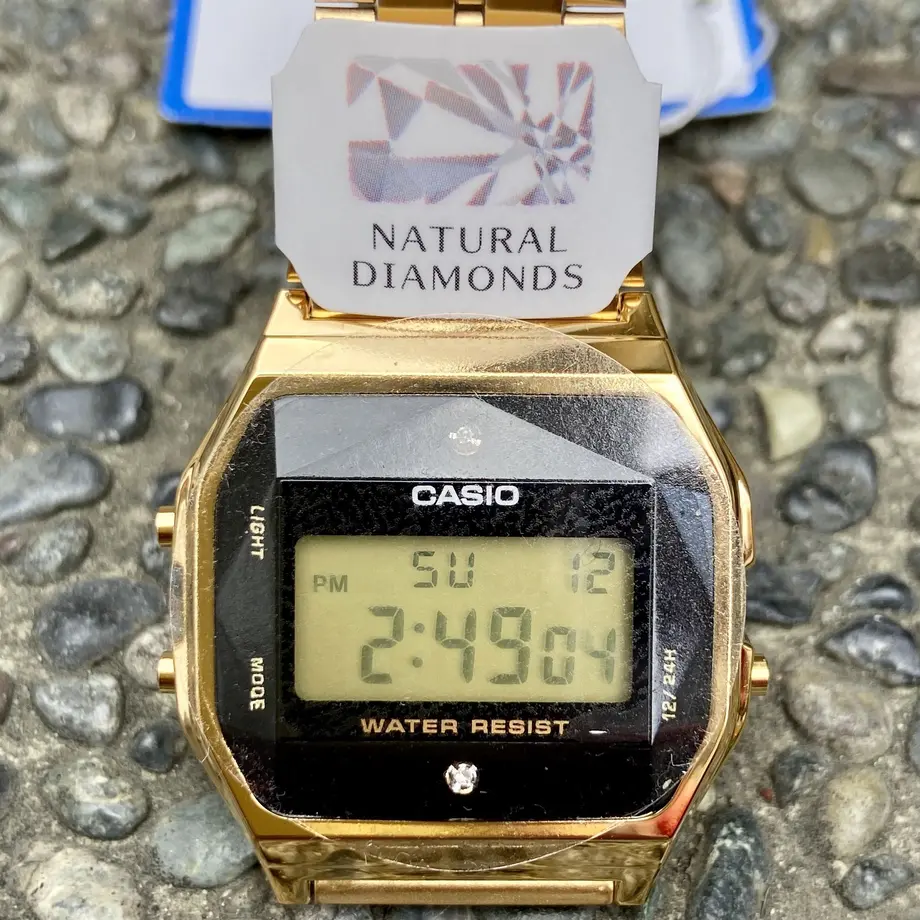 NATURAL
DIAMONDS
CASIO
LIGHT
PM SU 12
2:49 04
MODE
12/24H
WATER RESIST